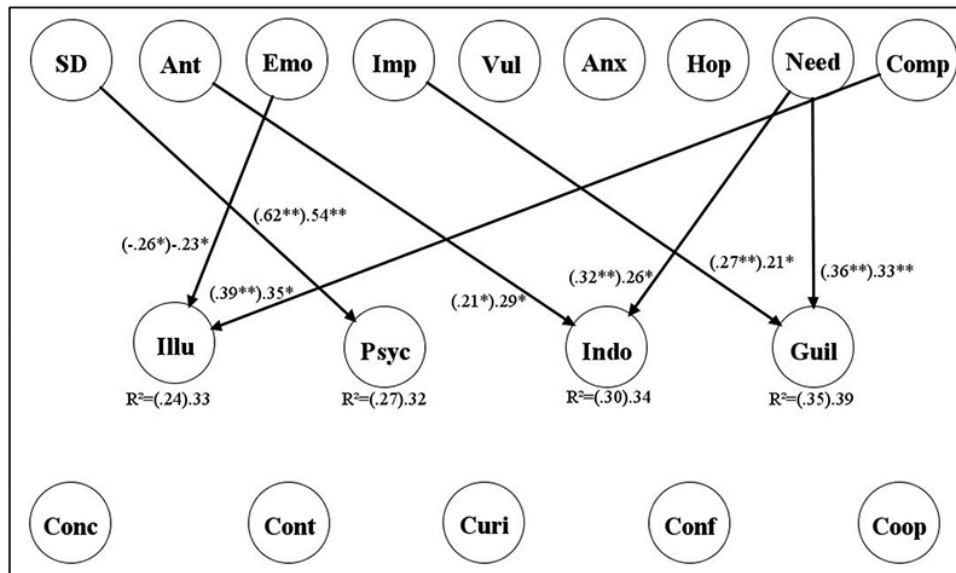 SD Ant Emo Imp Vul Anx Hop Need Comp
(.62**).54**
(-.26*)-.23*
(.27**).21*
(.32**).26*
(.36**).33**
(.39**).35*
(.21*).29*
Illu Psyc Indo Guil
R²=(.24).33 R²=(.27).32 R²=(.30).34 R²=(.35).39
Conc Cont Curi Conf Coop